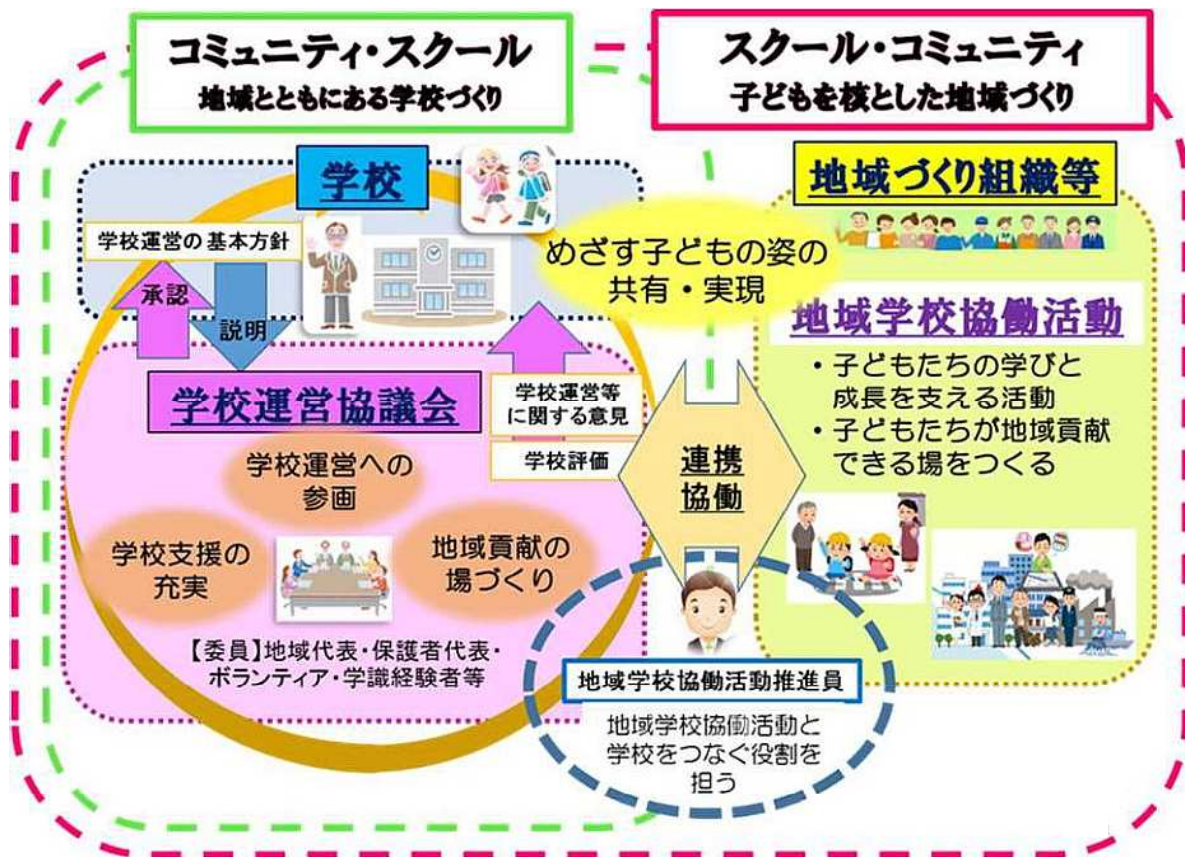 コミュニティ・スクール
地域とともにある学校づくり
スクール・コミュニティ
子どもを核とした地域づくり
学校
学校運営の基本方針
承認
説明
めざす子どもの姿の
共有・実現
学校運営協議会
学校運営等
に関する意見
学校評価
学校運営への
参画
学校支援の
充実
地域貢献の
場づくり
【委員】地域代表・保護者代表・
ボランティア・学識経験者等
連携
協働
地域づくり組織等
地域学校協働活動
・子どもたちの学びと
成長を支える活動
・子どもたちが地域貢献
できる場をつくる
地域学校協働活動推進員
地域学校協働活動と
学校をつなぐ役割を
担う